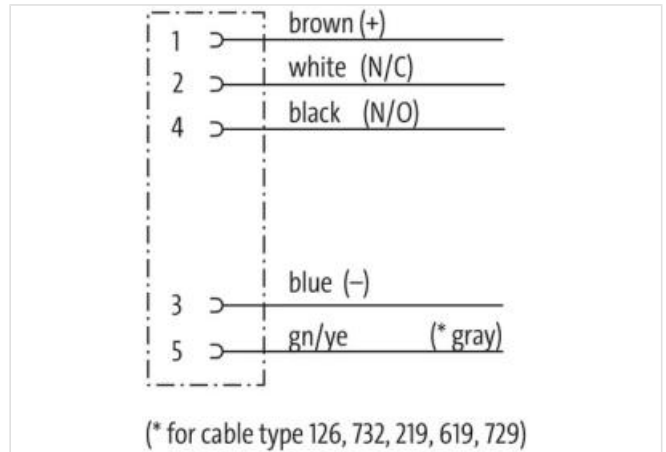 1 brown (+)
2 white (N/C)
4 black (N/O)
3 blue (–)
5 gn/ye (* gray)
(* for cable type 126, 732, 219, 619, 729)